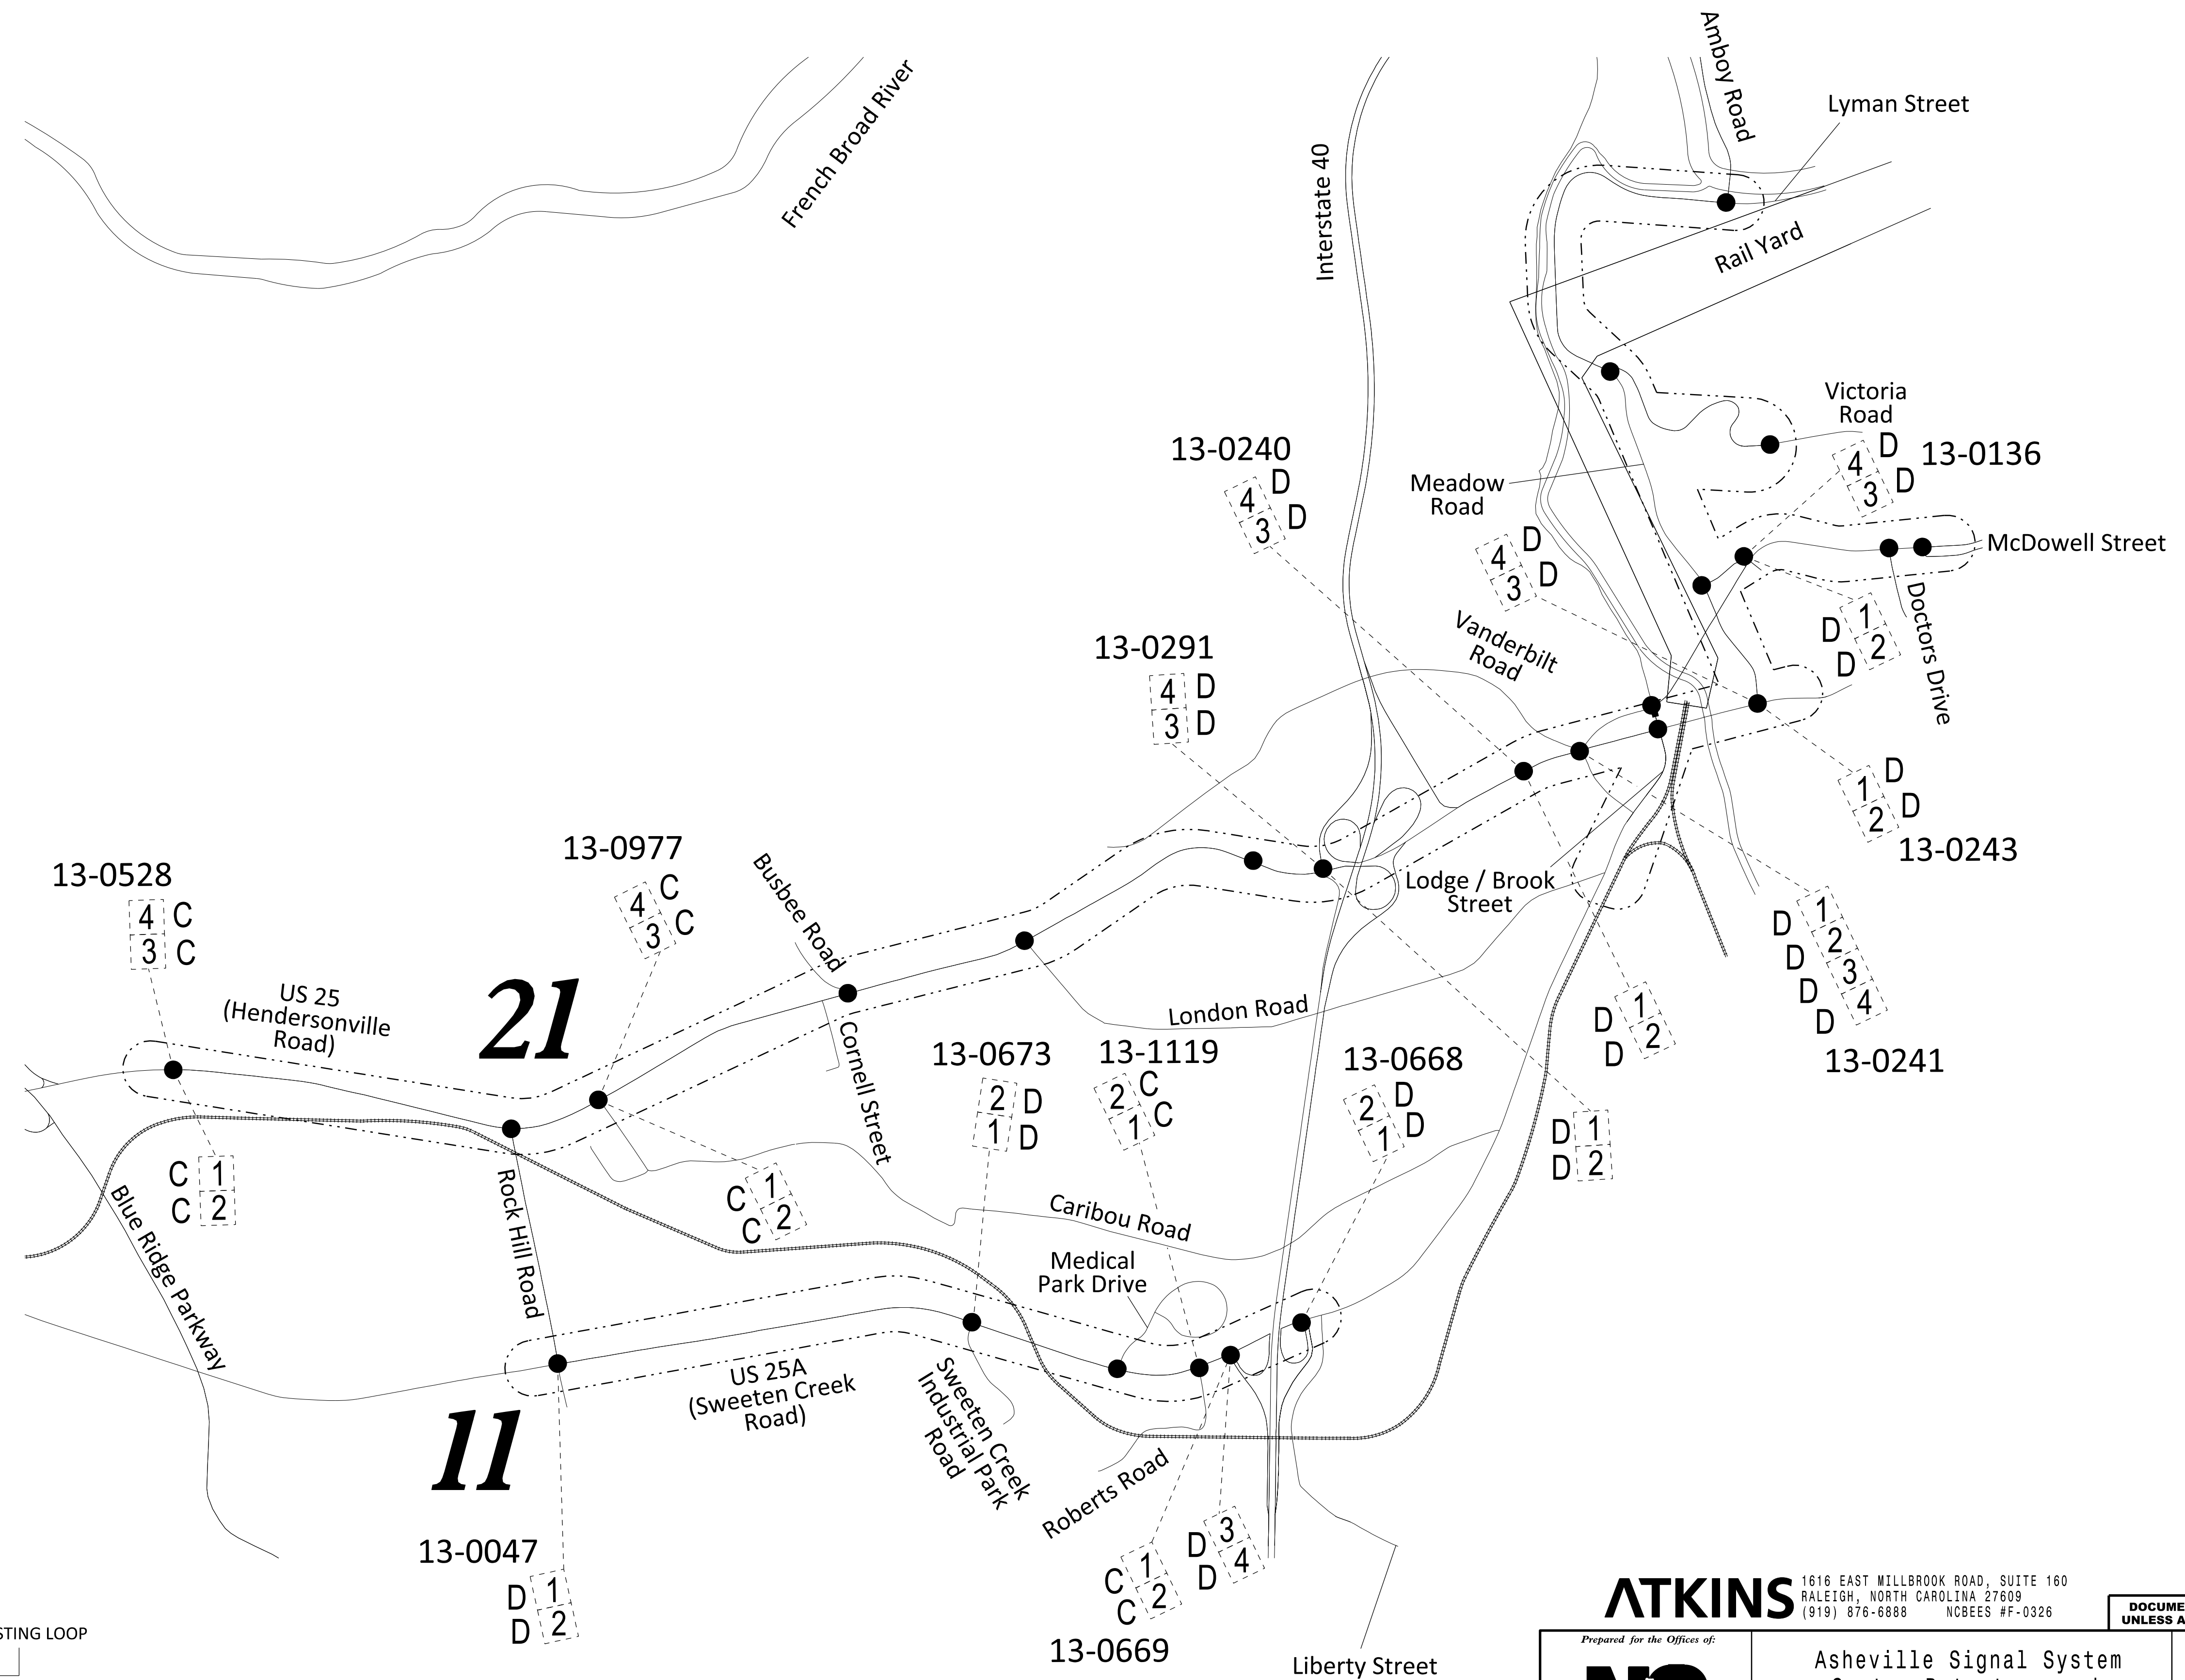 Amboy Road
Lyman Street
French Broad River
Interstate 40
Rail Yard
Victoria
Road
13-0240
4 D
3 D
Meadow
Road
4 D
3 D
13-0136
4 D
3 D
McDowell Street
Doctors Drive
D 1
D 2
Vanderbilt
Road
13-0291
4 D
3 D
1 D
2 D
13-0243
13-0528
4 C
3 C
13-0977
4 C
3 C
Busbee Road
Lodge / Brook
Street
D 1
D 2
D 3
D 4
13-0241
US 25
(Hendersonville
Road)
21
Cornell Street
London Road
D 1
D 2
13-0673
2 D
1 D
13-1119
2 C
1 C
13-0668
2 D
1 D
D 1
D 2
C 1
C 2
Blue Ridge Parkway
Rock Hill Road
C 1
C 2
Caribou Road
Medical
Park Drive
US 25A
(Sweeten Creek
Road)
Sweeten Creek
Industrial Park
Road
11
Roberts Road
13-0047
D 1
D 2
C 1
C 2
D 3
D 4
13-0669
Liberty Street
STING LOOP
ATKINS
1616 EAST MILLBROOK ROAD, SUITE 160
RALEIGH, NORTH CAROLINA 27609
(919) 876-6888 NCBEES #F-0326
DOCUME
UNLESS A
Prepared for the Offices of:
Asheville Signal System